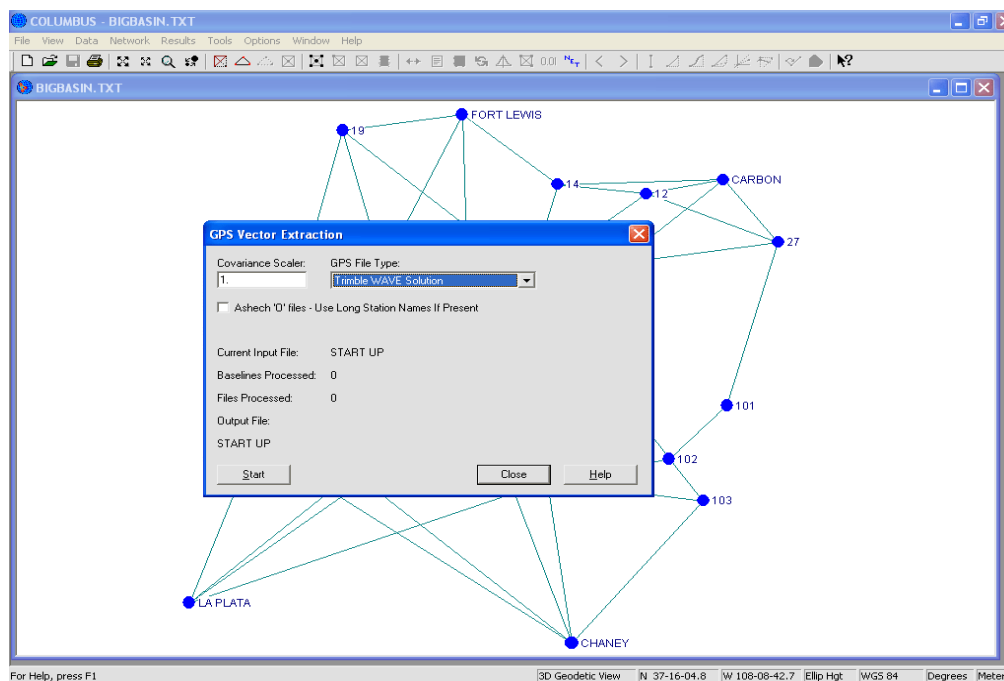 COLUMBUS - BIGBASIN.TXT
File View Data Network Results Tools Options Window Help
0.01 NET
BIGBASIN.TXT
FORT LEWIS
19
CARBON
14
12
27
GPS Vector Extraction
Covariance Scaler: GPS File Type:
1. Trimble WAVE Solution
Ashech 'O' files - Use Long Station Names If Present
Current Input File: START UP
Baselines Processed: 0
Files Processed: 0
Output File:
START UP
Start Close Help
101
102
103
LA PLATA
CHANEY
For Help, press F1 3D Geodetic View N 37-16-04.8 W 108-08-42.7 Ellip Hgt WGS 84 Degrees Meter